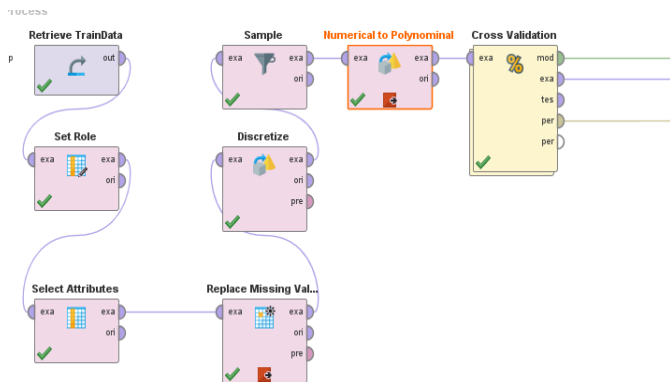 Process
Retrieve TrainData
p
out
Set Role
exa
exa
ori
Select Attributes
exa
exa
ori
Sample
exa
exa
ori
Discretize
exa
exa
ori
pre
Replace Missing Val...
exa
exa
ori
pre
Numerical to Polynominal
exa
exa
ori
Cross Validation
exa
%
mod
exa
tes
per
per